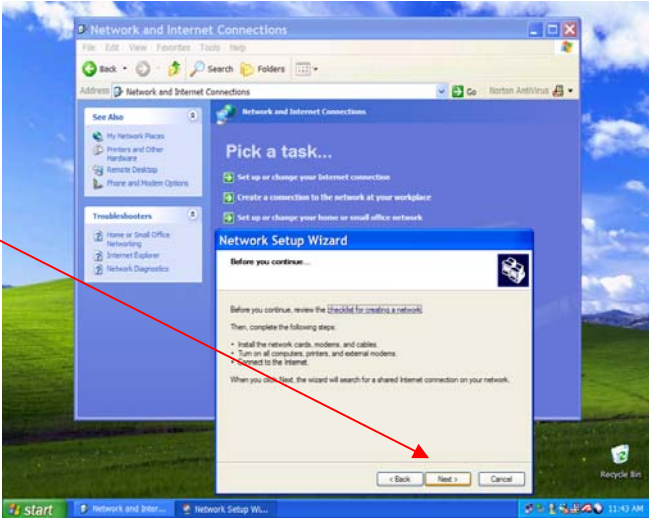 Network and Internet Connections
File Edit View Favorites Tools Help
Back Search Folders
Address Network and Internet Connections Go Norton AntiVirus
See Also
My Network Places
Printers and Other
Hardware
Remote Desktop
Phone and Modem Options
Troubleshooters
Home or Small Office
Networking
Internet Explorer
Network Diagnostics
Network and Internet Connections
Pick a task...
Set up or change your Internet connection
Create a connection to the network at your workplace
Set up or change your home or small office network
Network Setup Wizard
Before you continue...
Before you continue, review the checklist for creating a network.
Then, complete the following steps:
• Install the network cards, modems, and cables.
• Turn on all computers, printers, and external modems.
• Connect to the Internet.
When you click Next, the wizard will search for a shared Internet connection on your network.
< Back Next > Cancel
Recycle Bin
start Network and Inter... Network Setup Wi... 11:43 AM